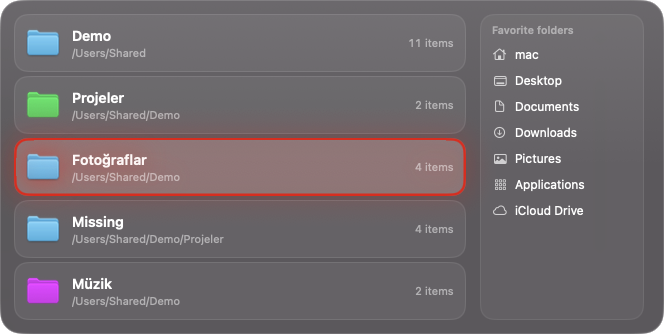 Demo
/Users/Shared
11 items
Projeler
/Users/Shared/Demo
2 items
Fotoğraflar
/Users/Shared/Demo
4 items
Missing
/Users/Shared/Demo/Projeler
4 items
Müzik
/Users/Shared/Demo
2 items
Favorite folders
mac
Desktop
Documents
Downloads
Pictures
Applications
iCloud Drive